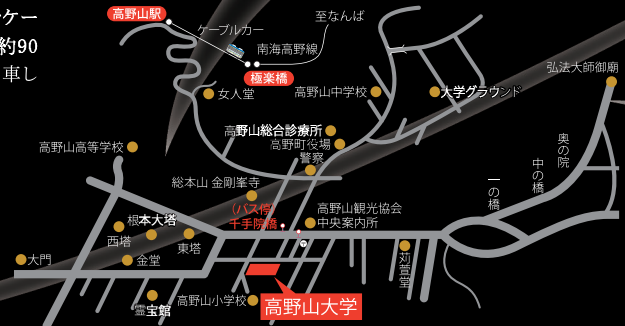 ケー
約90
車し
高野山駅
ケーブルカー
至なんば
南海高野線
極楽橋
女人堂
高野山中学校
大学グラウンド
弘法大師御廟
高野山総合診療所
高野町役場
警察
高野山高等学校
奥の院
中の橋
一の橋
総本山 金剛峯寺
(バス停)
千手院橋
高野山観光協会
中央案内所
根本大塔
西塔
東塔
大門
金堂
苅萱堂
霊宝館
高野山小学校
高野山大学